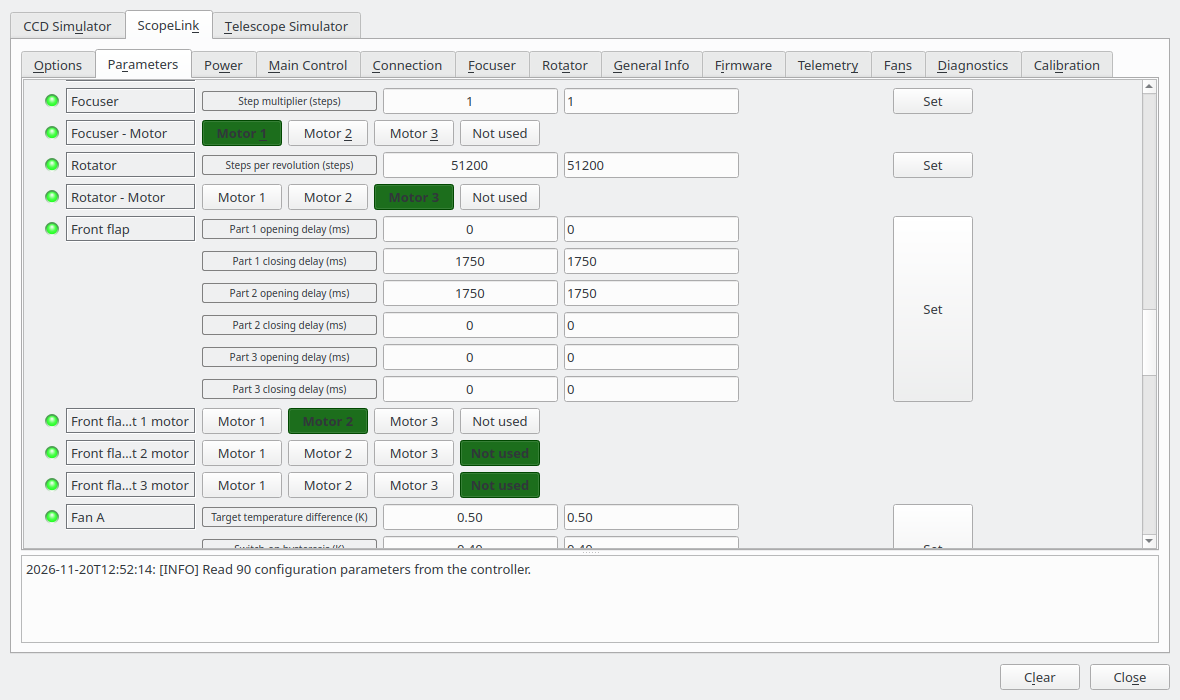 CCD Simulator ScopeLink Telescope Simulator
Options Parameters Power Main Control Connection Focuser Rotator General Info Firmware Telemetry Fans Diagnostics Calibration
Focuser Step multiplier (steps) 1 1 Set
Focuser - Motor Motor 1 Motor 2 Motor 3 Not used
Rotator Steps per revolution (steps) 51200 51200 Set
Rotator - Motor Motor 1 Motor 2 Motor 3 Not used
Front flap Part 1 opening delay (ms) 0 0
Part 1 closing delay (ms) 1750 1750
Part 2 opening delay (ms) 1750 1750
Set
Part 2 closing delay (ms) 0 0
Part 3 opening delay (ms) 0 0
Part 3 closing delay (ms) 0 0
Front fla...t 1 motor Motor 1 Motor 2 Motor 3 Not used
Front fla...t 2 motor Motor 1 Motor 2 Motor 3 Not used
Front fla...t 3 motor Motor 1 Motor 2 Motor 3 Not used
Fan A Target temperature difference (K) 0.50 0.50
Switch-on hysteresis (K) 0.40 0.40 Set
2026-11-20T12:52:14: [INFO] Read 90 configuration parameters from the controller.
Clear Close